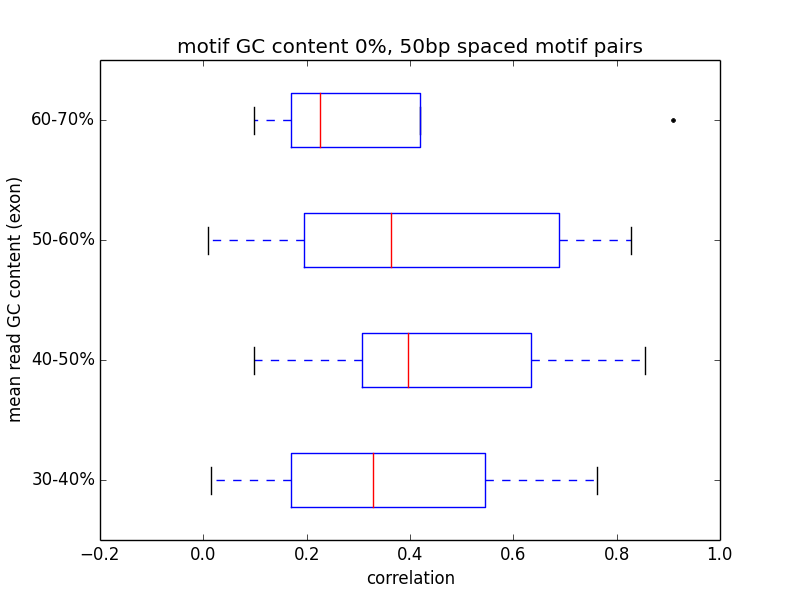 motif GC content 0%, 50bp spaced motif pairs
mean read GC content (exon)
60-70%
50-60%
40-50%
30-40%
−0.2 0.0 0.2 0.4 0.6 0.8 1.0
correlation